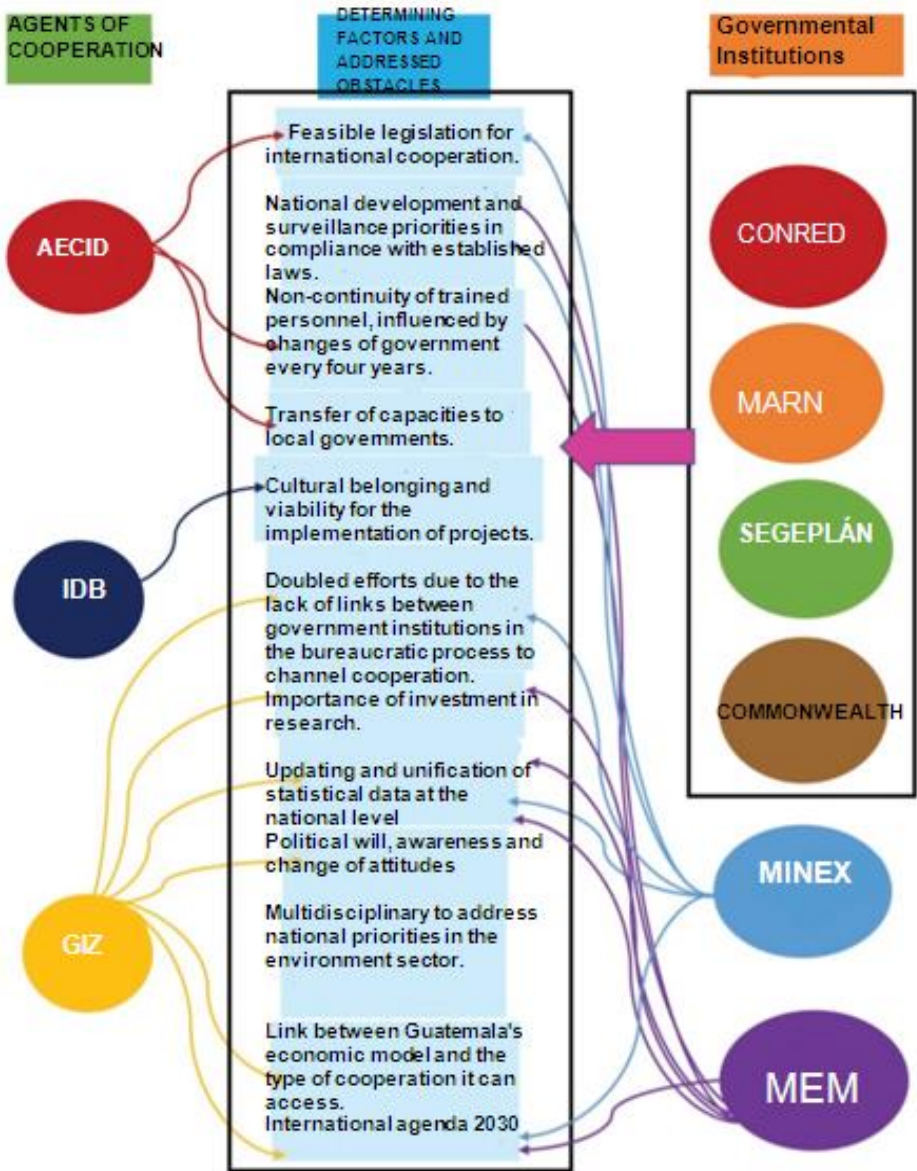 AGENTS OF
COOPERATION
DETERMINING
FACTORS AND
ADDRESSED
OBSTACLES
Governmental
Institutions
Feasible legislation for
international cooperation.
National development and
surveillance priorities in
compliance with established
laws.
Non-continuity of trained
personnel, influenced by
changes of government
every four years.
Transfer of capacities to
local governments.
Cultural belonging and
viability for the
implementation of projects.
Doubled efforts due to the
lack of links between
government institutions in
the bureaucratic process to
channel cooperation.
Importance of investment in
research.
Updating and unification of
statistical data at the
national level
Political will, awareness and
change of attitudes
Multidisciplinary to address
national priorities in the
environment sector.
Link between Guatemala's
economic model and the
type of cooperation it can
access.
International agenda 2030
AECID
IDB
GIZ
CONRED
MARN
SEGEPLÁN
COMMONWEALTH
MINEX
MEM